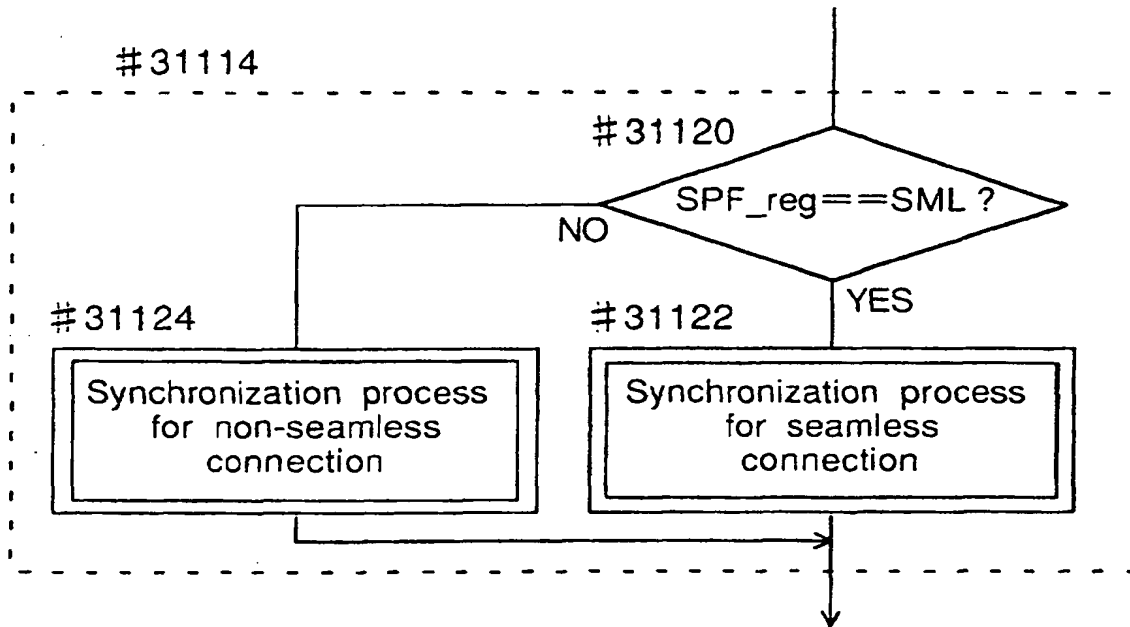 #31114
#31120
SPF_reg==SML ?
NO
YES
#31124
#31122
Synchronization process
for non-seamless
connection
Synchronization process
for seamless
connection